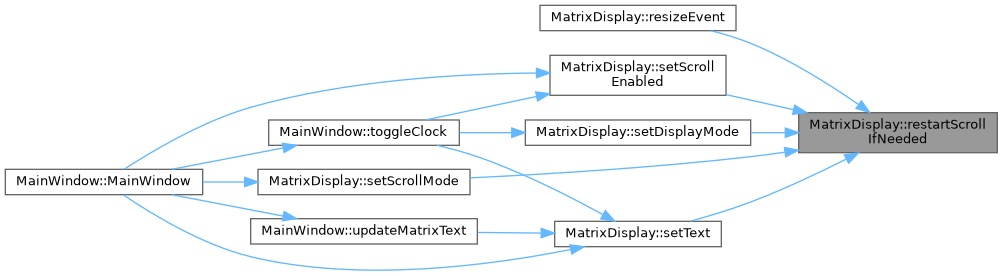 MatrixDisplay::resizeEvent
MatrixDisplay::setScroll
Enabled
MatrixDisplay::restartScroll
IfNeeded
MainWindow::toggleClock
MatrixDisplay::setDisplayMode
MainWindow::MainWindow
MatrixDisplay::setScrollMode
MainWindow::updateMatrixText
MatrixDisplay::setText